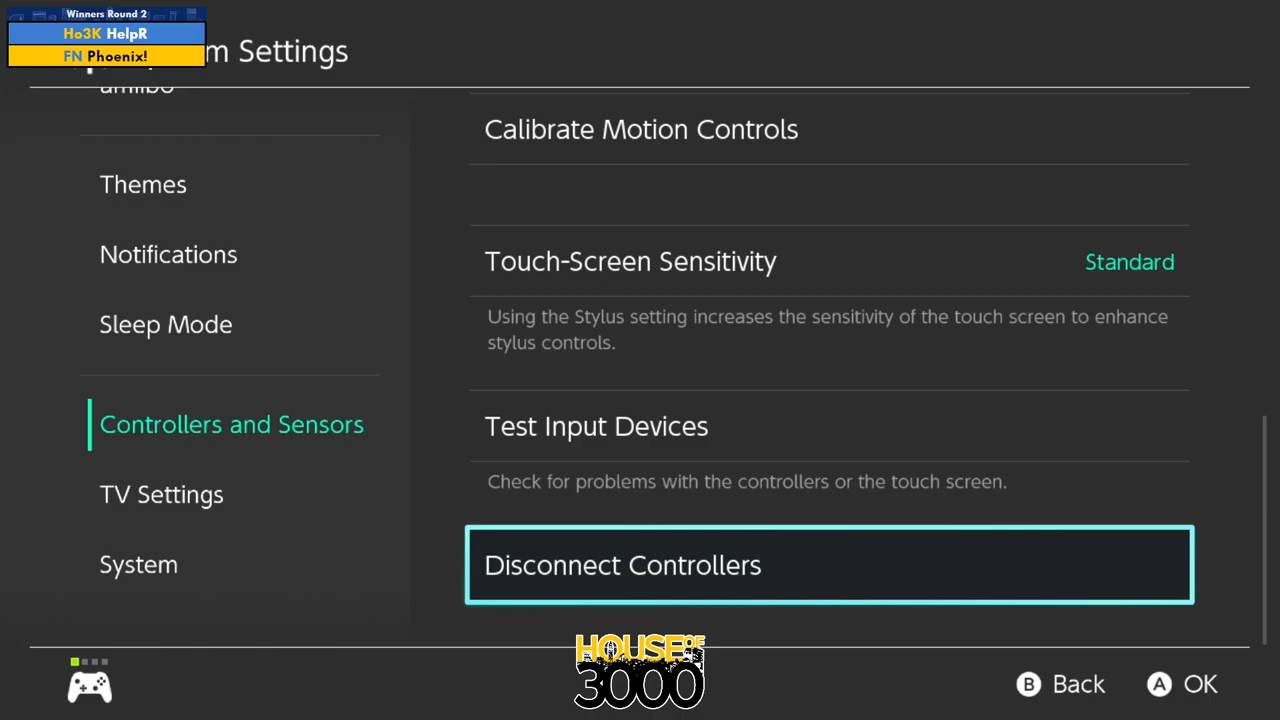 Winners Round 2
Ho3K HelpR
FN Phoenix!
m Settings
amiibo
Themes
Notifications
Sleep Mode
Controllers and Sensors
TV Settings
System
Calibrate Motion Controls
Touch-Screen Sensitivity Standard
Using the Stylus setting increases the sensitivity of the touch screen to enhance
stylus controls.
Test Input Devices
Check for problems with the controllers or the touch screen.
Disconnect Controllers
HOUSE OF
3000
B Back A OK